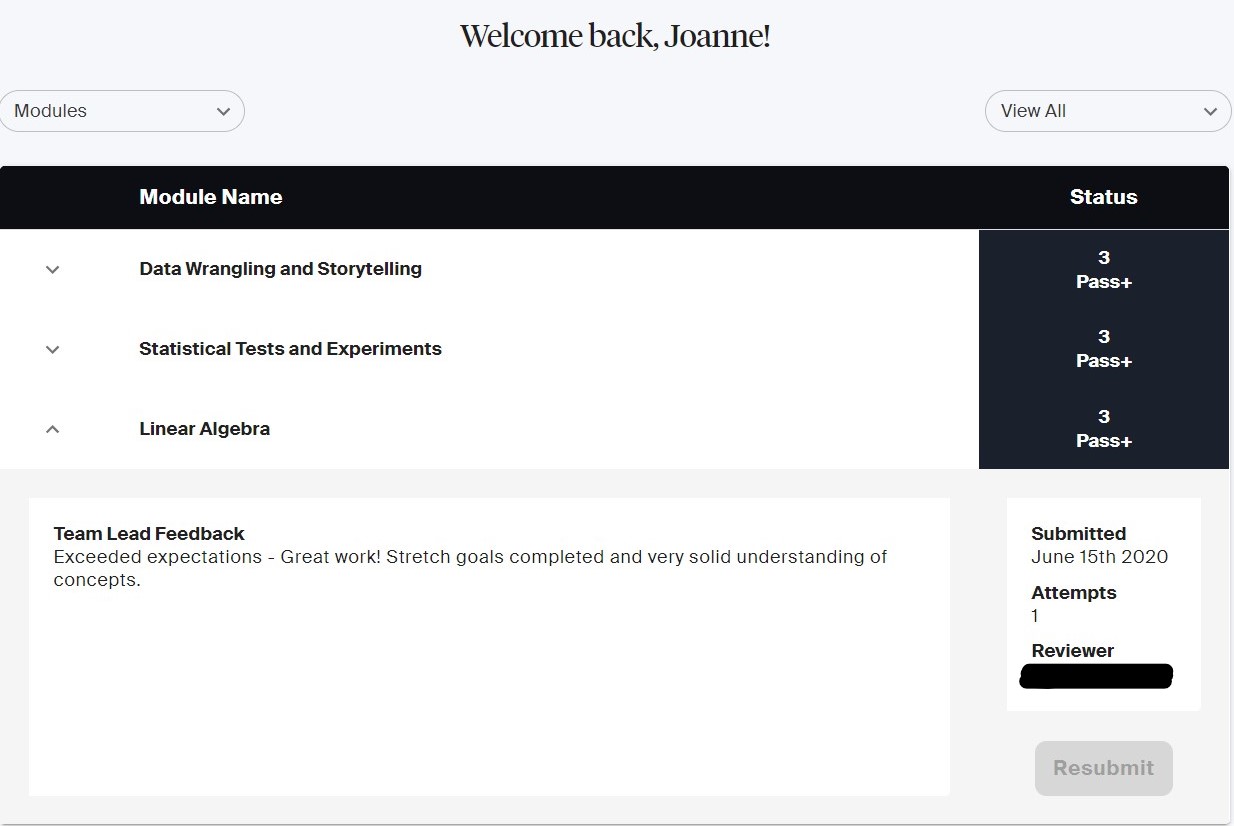 Welcome back, Joanne!
Modules
View All
Module Name
Status
Data Wrangling and Storytelling
3
Pass+
Statistical Tests and Experiments
3
Pass+
Linear Algebra
3
Pass+
Team Lead Feedback
Exceeded expectations - Great work! Stretch goals completed and very solid understanding of
concepts.
Submitted
June 15th 2020
Attempts
1
Reviewer
Resubmit